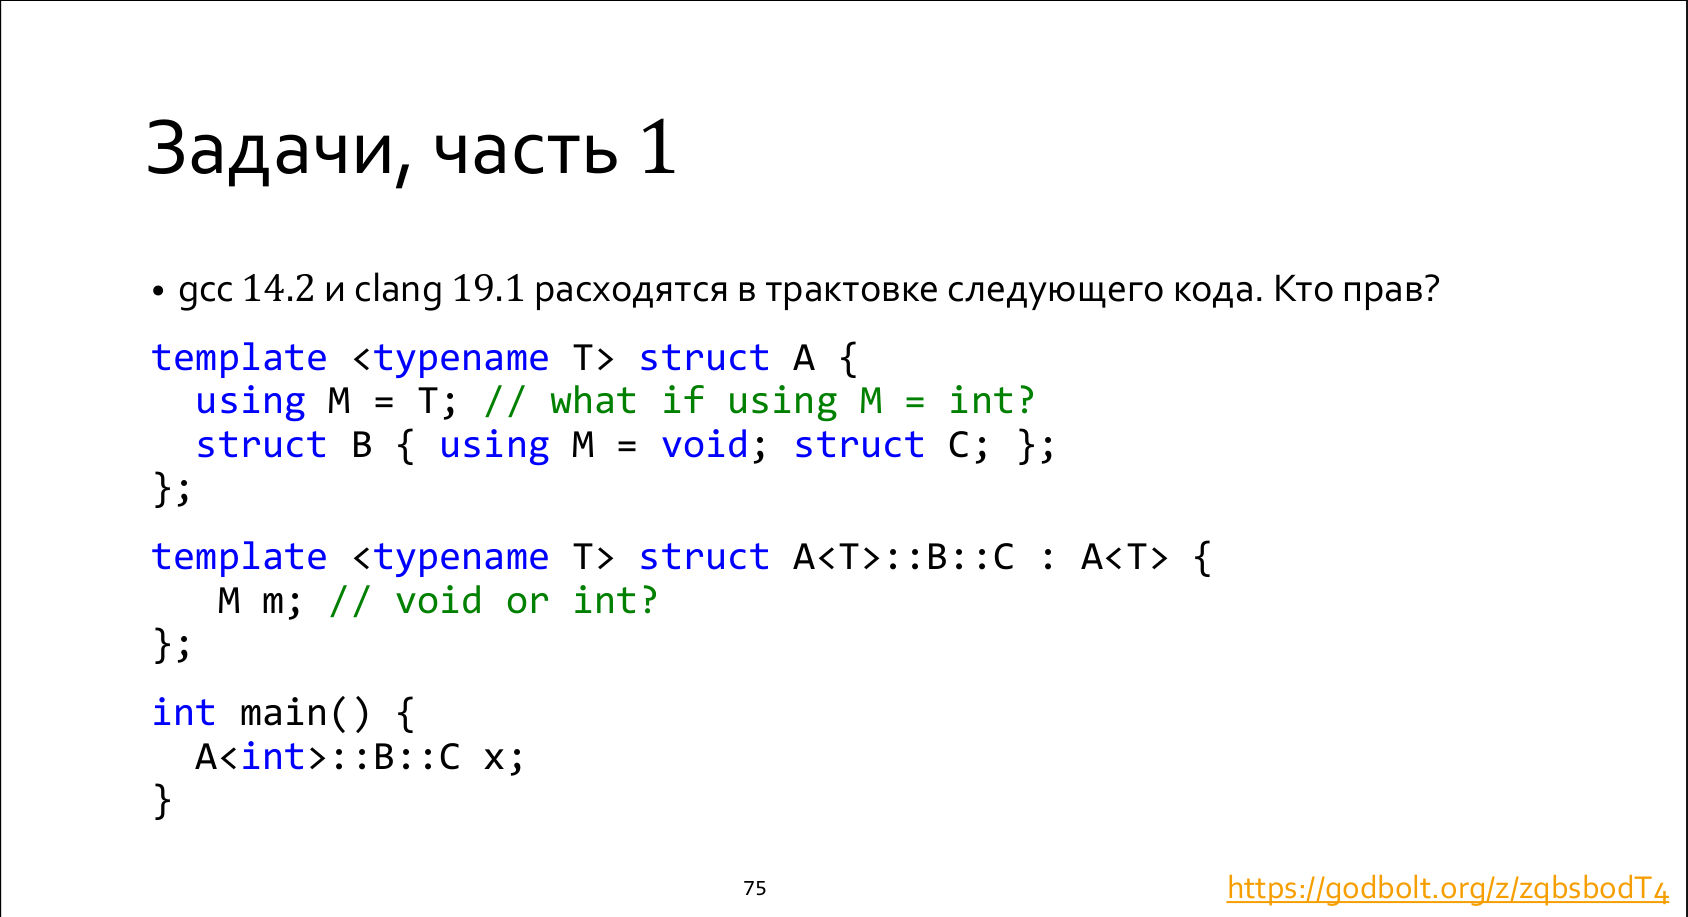 Задачи, часть 1
• gcc 14.2 и clang 19.1 расходятся в трактовке следующего кода. Кто прав?
template <typename T> struct A {
  using M = T; // what if using M = int?
  struct B { using M = void; struct C; };
};
template <typename T> struct A<T>::B::C : A<T> {
   M m; // void or int?
};
int main() {
  A<int>::B::C x;
}
75
https://godbolt.org/z/zqbsbodT4